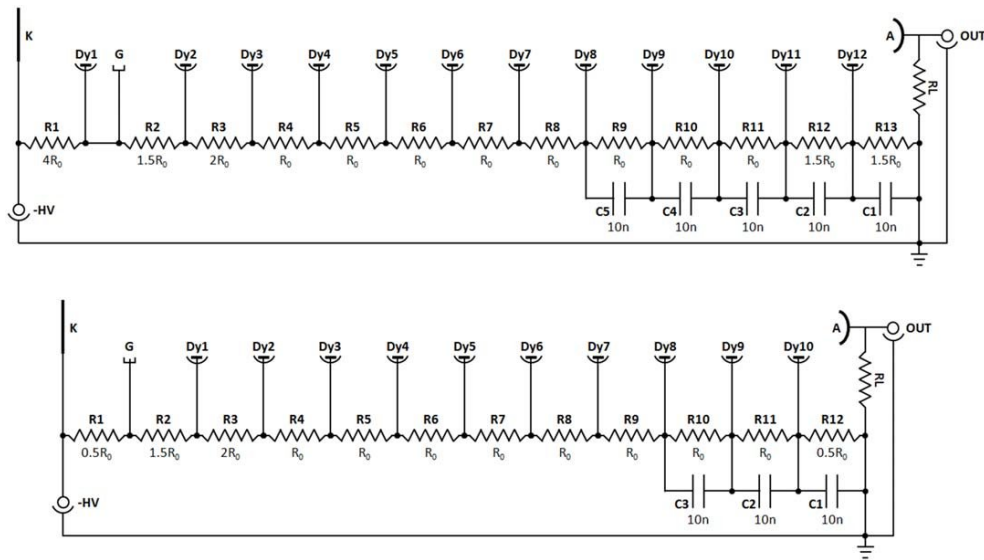 K Dy1 G Dy2 Dy3 Dy4 Dy5 Dy6 Dy7 Dy8 Dy9 Dy10 Dy11 Dy12 A OUT
RL
R1 R2 R3 R4 R5 R6 R7 R8 R9 R10 R11 R12 R13
4R₀ 1.5R₀ 2R₀ R₀ R₀ R₀ R₀ R₀ R₀ R₀ R₀ 1.5R₀ 1.5R₀
-HV C5 C4 C3 C2 C1
10n 10n 10n 10n 10n
K G Dy1 Dy2 Dy3 Dy4 Dy5 Dy6 Dy7 Dy8 Dy9 Dy10 A OUT
RL
R1 R2 R3 R4 R5 R6 R7 R8 R9 R10 R11 R12
0.5R₀ 1.5R₀ 2R₀ R₀ R₀ R₀ R₀ R₀ R₀ R₀ R₀ 0.5R₀
-HV C3 C2 C1
10n 10n 10n